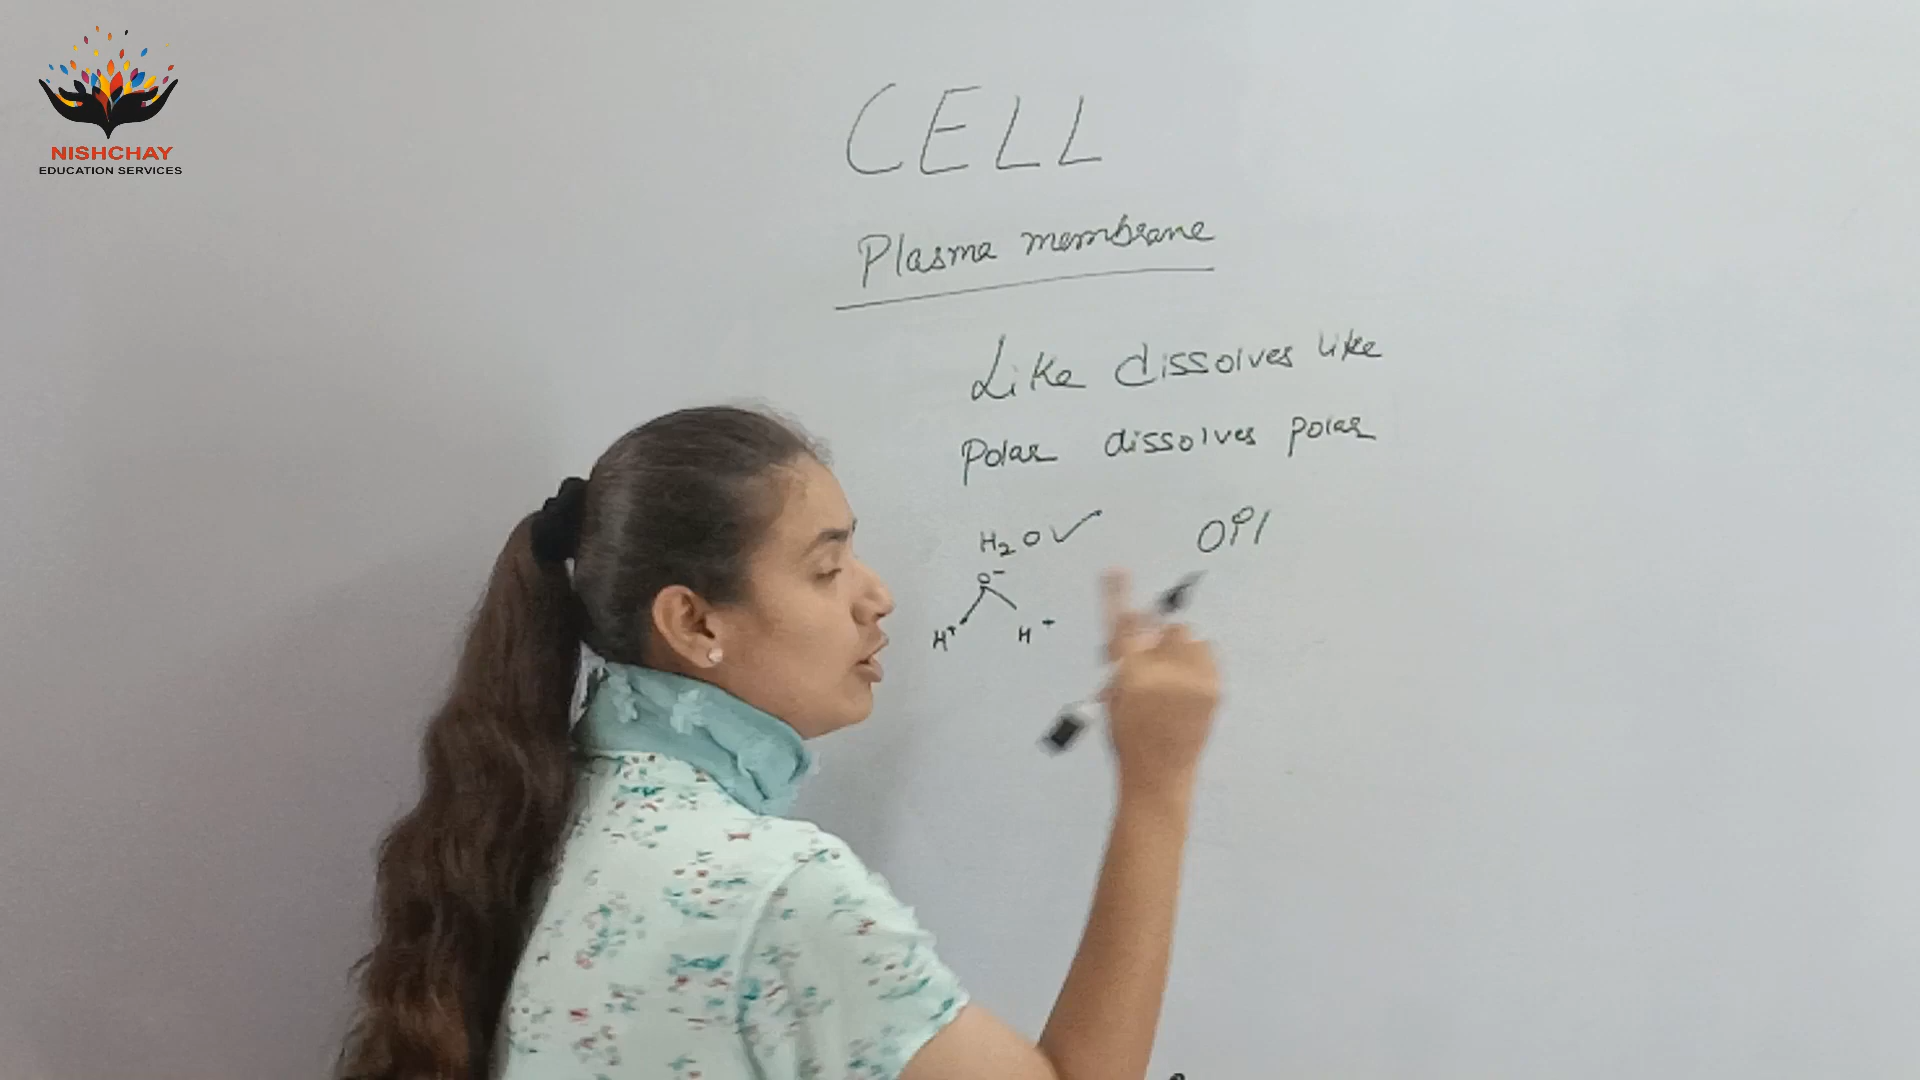 NISHCHAY
EDUCATION SERVICES
CELL
Plasma membrane
Like dissolves like
Polar dissolves polar
H₂O ✓ Oil
O⁻
H⁺ H⁺